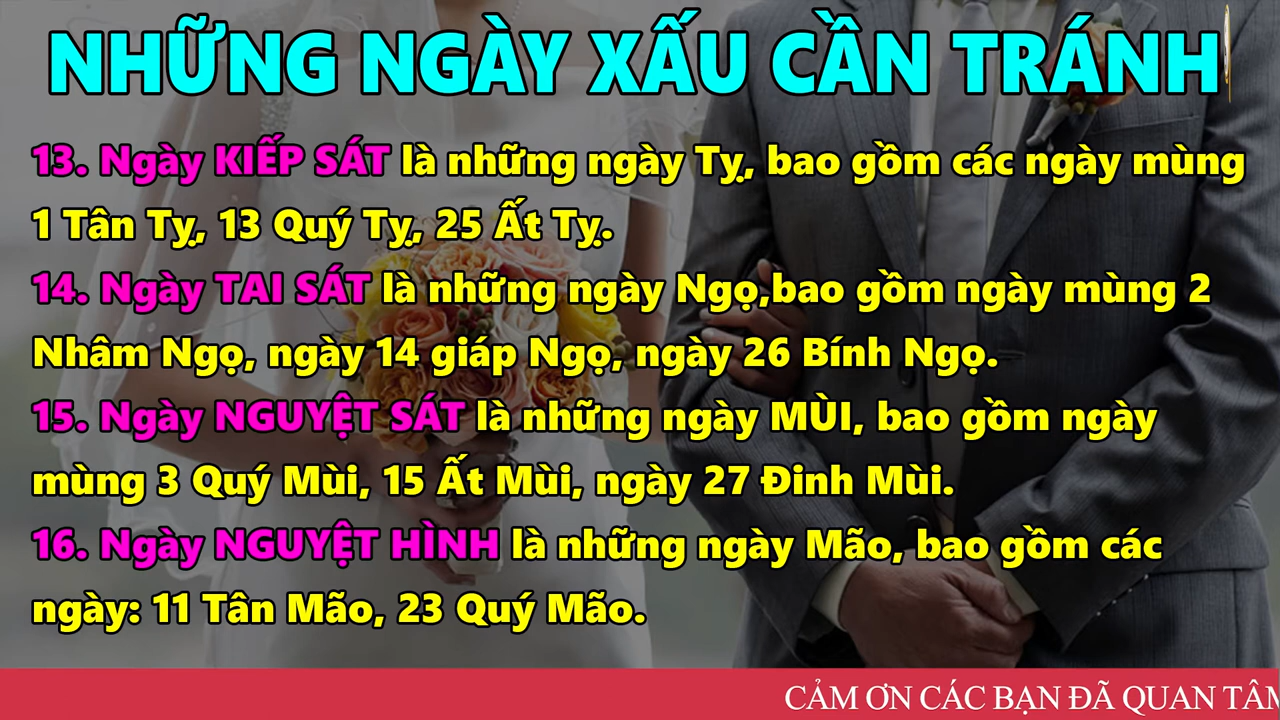 NHỮNG NGÀY XẤU CẦN TRÁNH
13. Ngày KIẾP SÁT là những ngày Tỵ, bao gồm các ngày mùng
1 Tân Tỵ, 13 Quý Tỵ, 25 Ất Tỵ.
14. Ngày TAI SÁT là những ngày Ngọ,bao gồm ngày mùng 2
Nhâm Ngọ, ngày 14 giáp Ngọ, ngày 26 Bính Ngọ.
15. Ngày NGUYỆT SÁT là những ngày MÙI, bao gồm ngày
mùng 3 Quý Mùi, 15 Ất Mùi, ngày 27 Đinh Mùi.
16. Ngày NGUYỆT HÌNH là những ngày Mão, bao gồm các
ngày: 11 Tân Mão, 23 Quý Mão.
CẢM ƠN CÁC BẠN ĐÃ QUAN TÂM